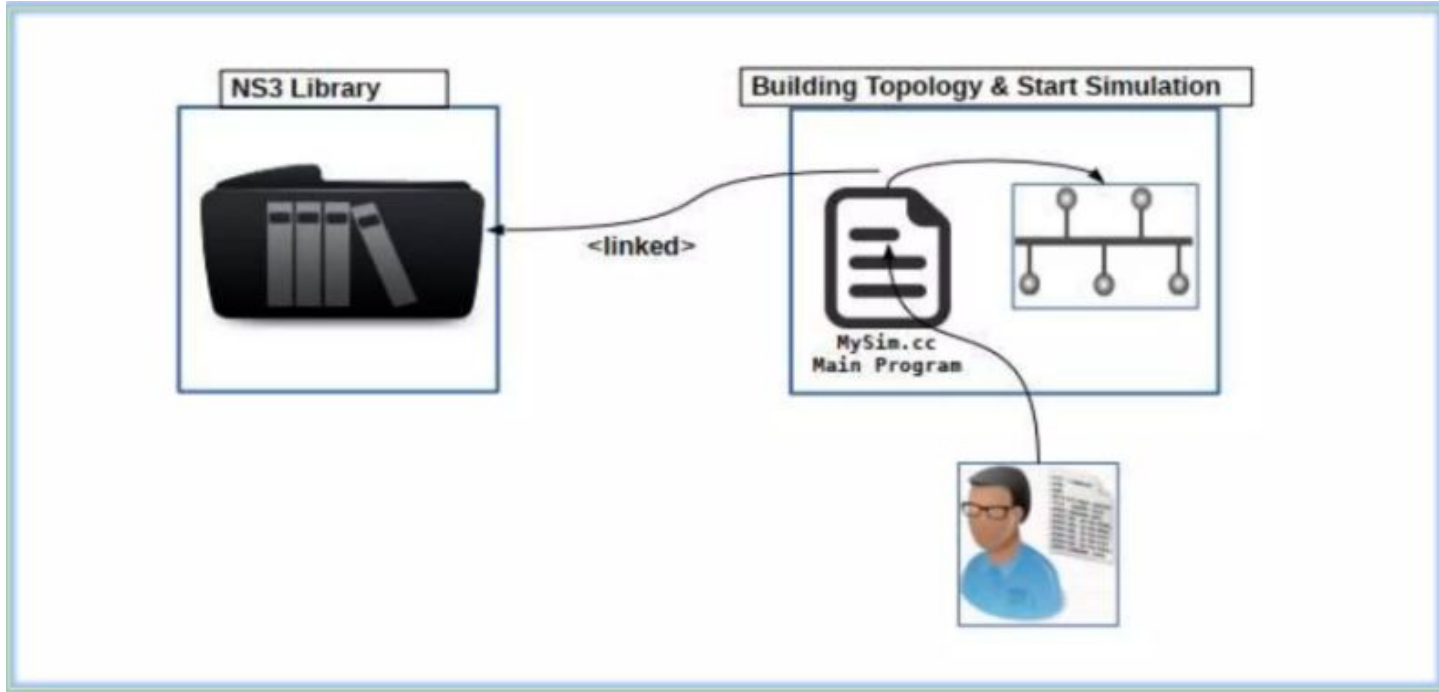 NS3 Library
Building Topology & Start Simulation
<linked>
MySim.cc
Main Program